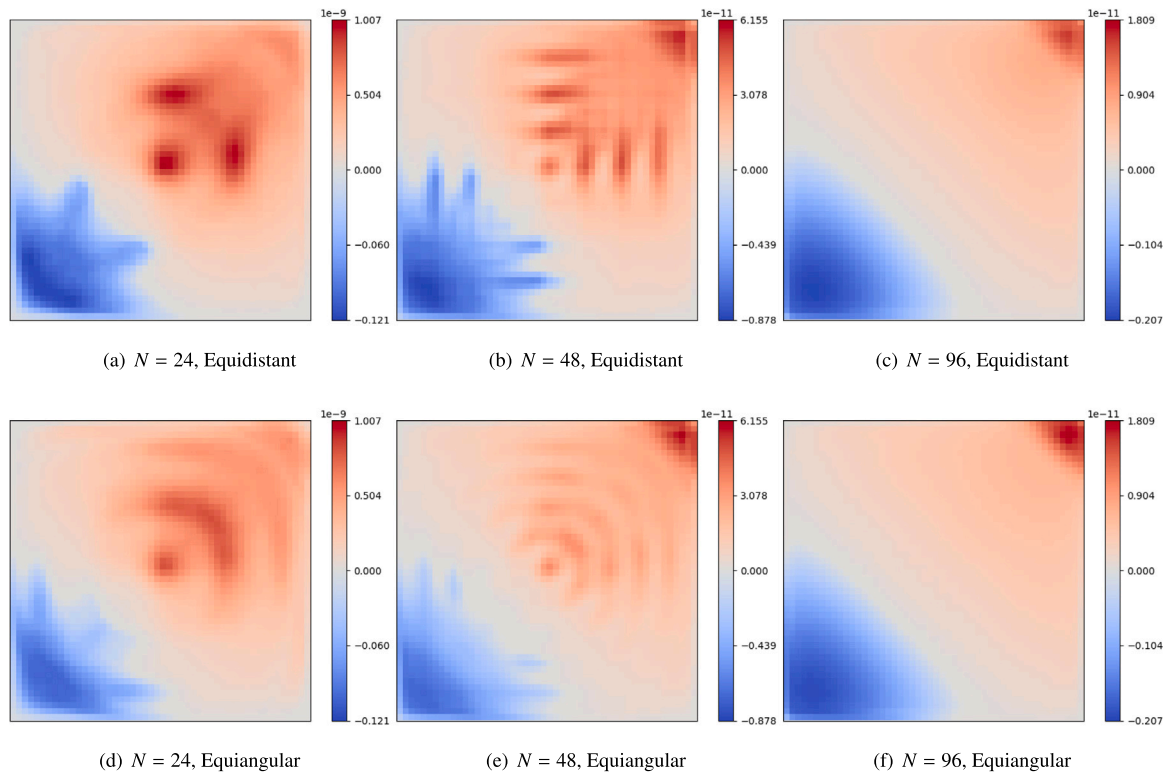 1e−9
1.007
0.504
0.000
−0.060
−0.121
1e−11
6.155
3.078
0.000
−0.439
−0.878
1e−11
1.809
0.904
0.000
−0.104
−0.207
(a) N = 24, Equidistant
(b) N = 48, Equidistant
(c) N = 96, Equidistant
1e−9
1.007
0.504
0.000
−0.060
−0.121
1e−11
6.155
3.078
0.000
−0.439
−0.878
1e−11
1.809
0.904
0.000
−0.104
−0.207
(d) N = 24, Equiangular
(e) N = 48, Equiangular
(f) N = 96, Equiangular